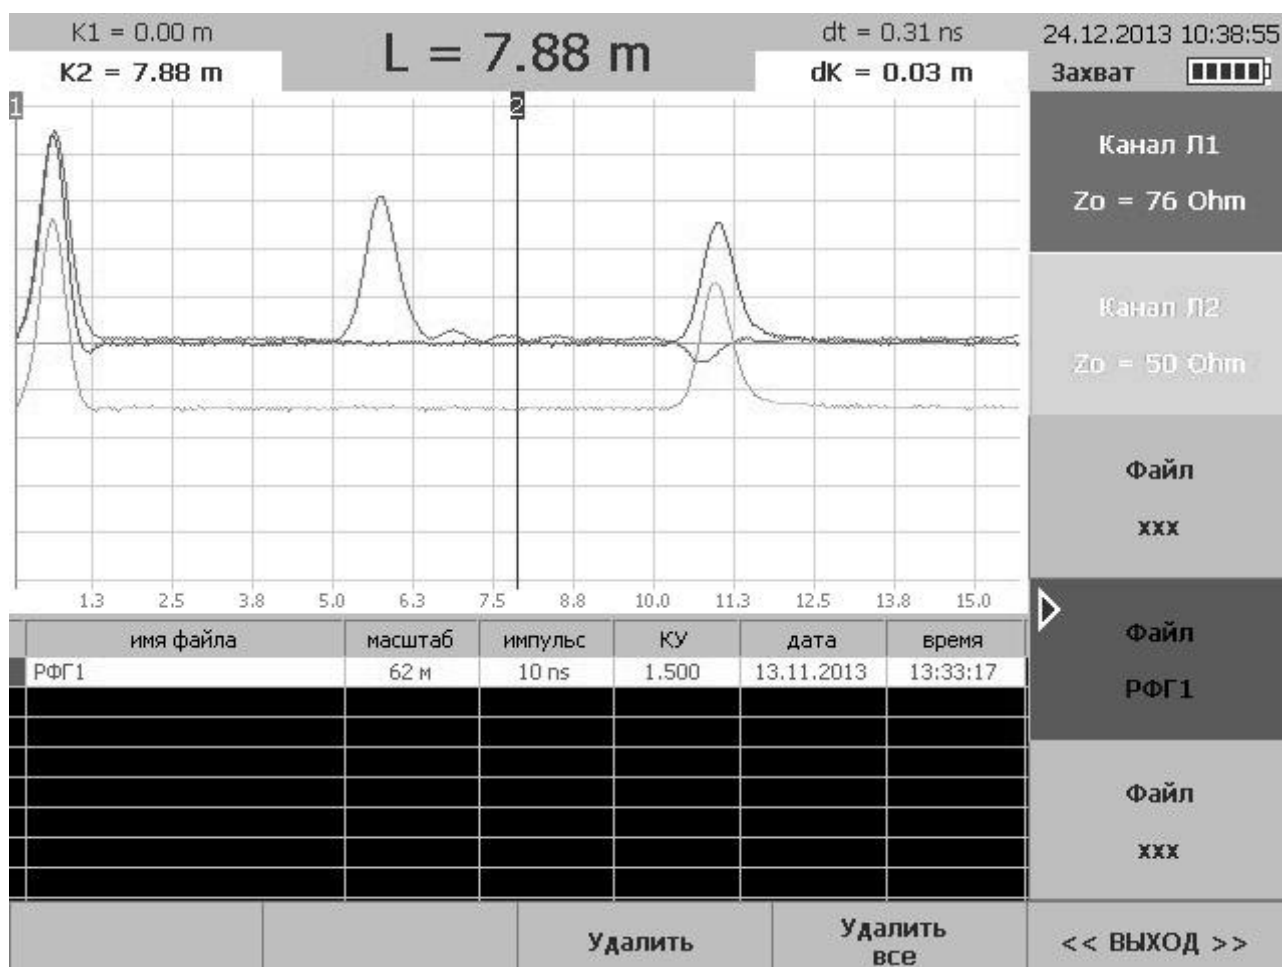 K1 = 0.00 m
K2 = 7.88 m
L = 7.88 m
dt = 0.31 ns
dK = 0.03 m
24.12.2013 10:38:55
Захват
1
2
Канал Л1
Zo = 76 Ohm
Канал Л2
Zo = 50 Ohm
Файл
xxx
Файл
РФГ1
Файл
xxx
1.3 2.5 3.8 5.0 6.3 7.5 8.8 10.0 11.3 12.5 13.8 15.0
имя файла масштаб импульс КУ дата время
РФГ1 62 м 10 ns 1.500 13.11.2013 13:33:17
Удалить
Удалить
все
<< ВЫХОД >>